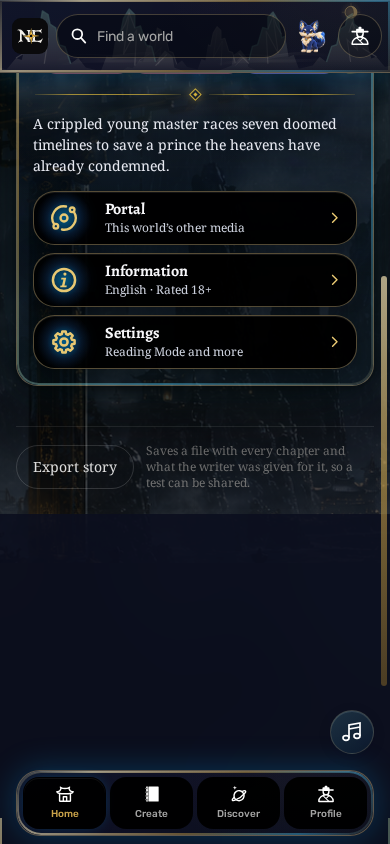 NE
Find a world
A crippled young master races seven doomed
timelines to save a prince the heavens have
already condemned.
Portal
This world's other media
Information
English · Rated 18+
Settings
Reading Mode and more
Export story
Saves a file with every chapter and
what the writer was given for it, so a
test can be shared.
Home
Create
Discover
Profile